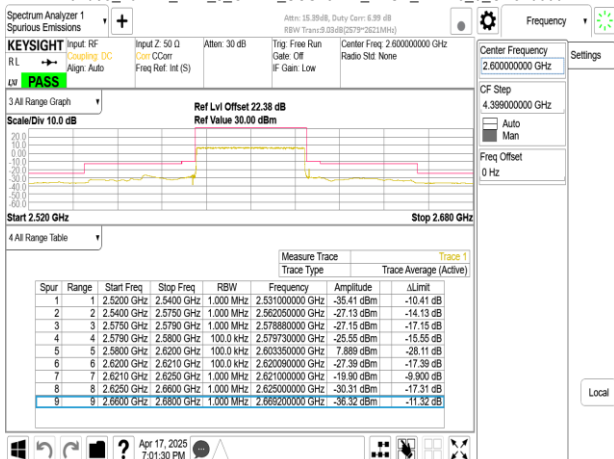 Spectrum Analyzer 1
Spurious Emissions
Attn: 15.39dB, Duty Corr: 6.99 dB
RBW Trans:9.03dB(2579~2621MHz)
Frequency
KEYSIGHT
RL
PASS
Input: RF
Coupling: DC
Align: Auto
Input Z: 50 Ω
Corr CCorr
Freq Ref: Int (S)
Atten: 30 dB
Trig: Free Run
Gate: Off
IF Gain: Low
Center Freq: 2.600000000 GHz
Radio Std: None
Center Frequency
2.600000000 GHz
Settings
CF Step
4.399000000 GHz
Auto
Man
Freq Offset
0 Hz
Local
3 All Range Graph
Scale/Div 10.0 dB
Ref Lvl Offset 22.38 dB
Ref Value 30.00 dBm
20.0
10.0
0.00
-10.0
-20.0
-30.0
-40.0
-50.0
-60.0
Start 2.520 GHz
Stop 2.680 GHz
4 All Range Table
Measure Trace Trace 1
Trace Type Trace Average (Active)
Spur Range Start Freq Stop Freq RBW Frequency Amplitude ΔLimit
1 1 2.5200 GHz 2.5400 GHz 1.000 MHz 2.531000000 GHz -35.41 dBm -10.41 dB
2 2 2.5400 GHz 2.5750 GHz 1.000 MHz 2.562050000 GHz -27.13 dBm -14.13 dB
3 3 2.5750 GHz 2.5790 GHz 1.000 MHz 2.578880000 GHz -27.15 dBm -17.15 dB
4 4 2.5790 GHz 2.5800 GHz 100.0 kHz 2.579730000 GHz -25.55 dBm -15.55 dB
5 5 2.5800 GHz 2.6200 GHz 100.0 kHz 2.603350000 GHz 7.889 dBm -28.11 dB
6 6 2.6200 GHz 2.6210 GHz 100.0 kHz 2.620090000 GHz -27.39 dBm -17.39 dB
7 7 2.6210 GHz 2.6250 GHz 1.000 MHz 2.621000000 GHz -19.90 dBm -9.900 dB
8 8 2.6250 GHz 2.6600 GHz 1.000 MHz 2.625000000 GHz -30.31 dBm -17.31 dB
9 9 2.6600 GHz 2.6800 GHz 1.000 MHz 2.669200000 GHz -36.32 dBm -11.32 dB
Apr 17, 2025
7:01:30 PM